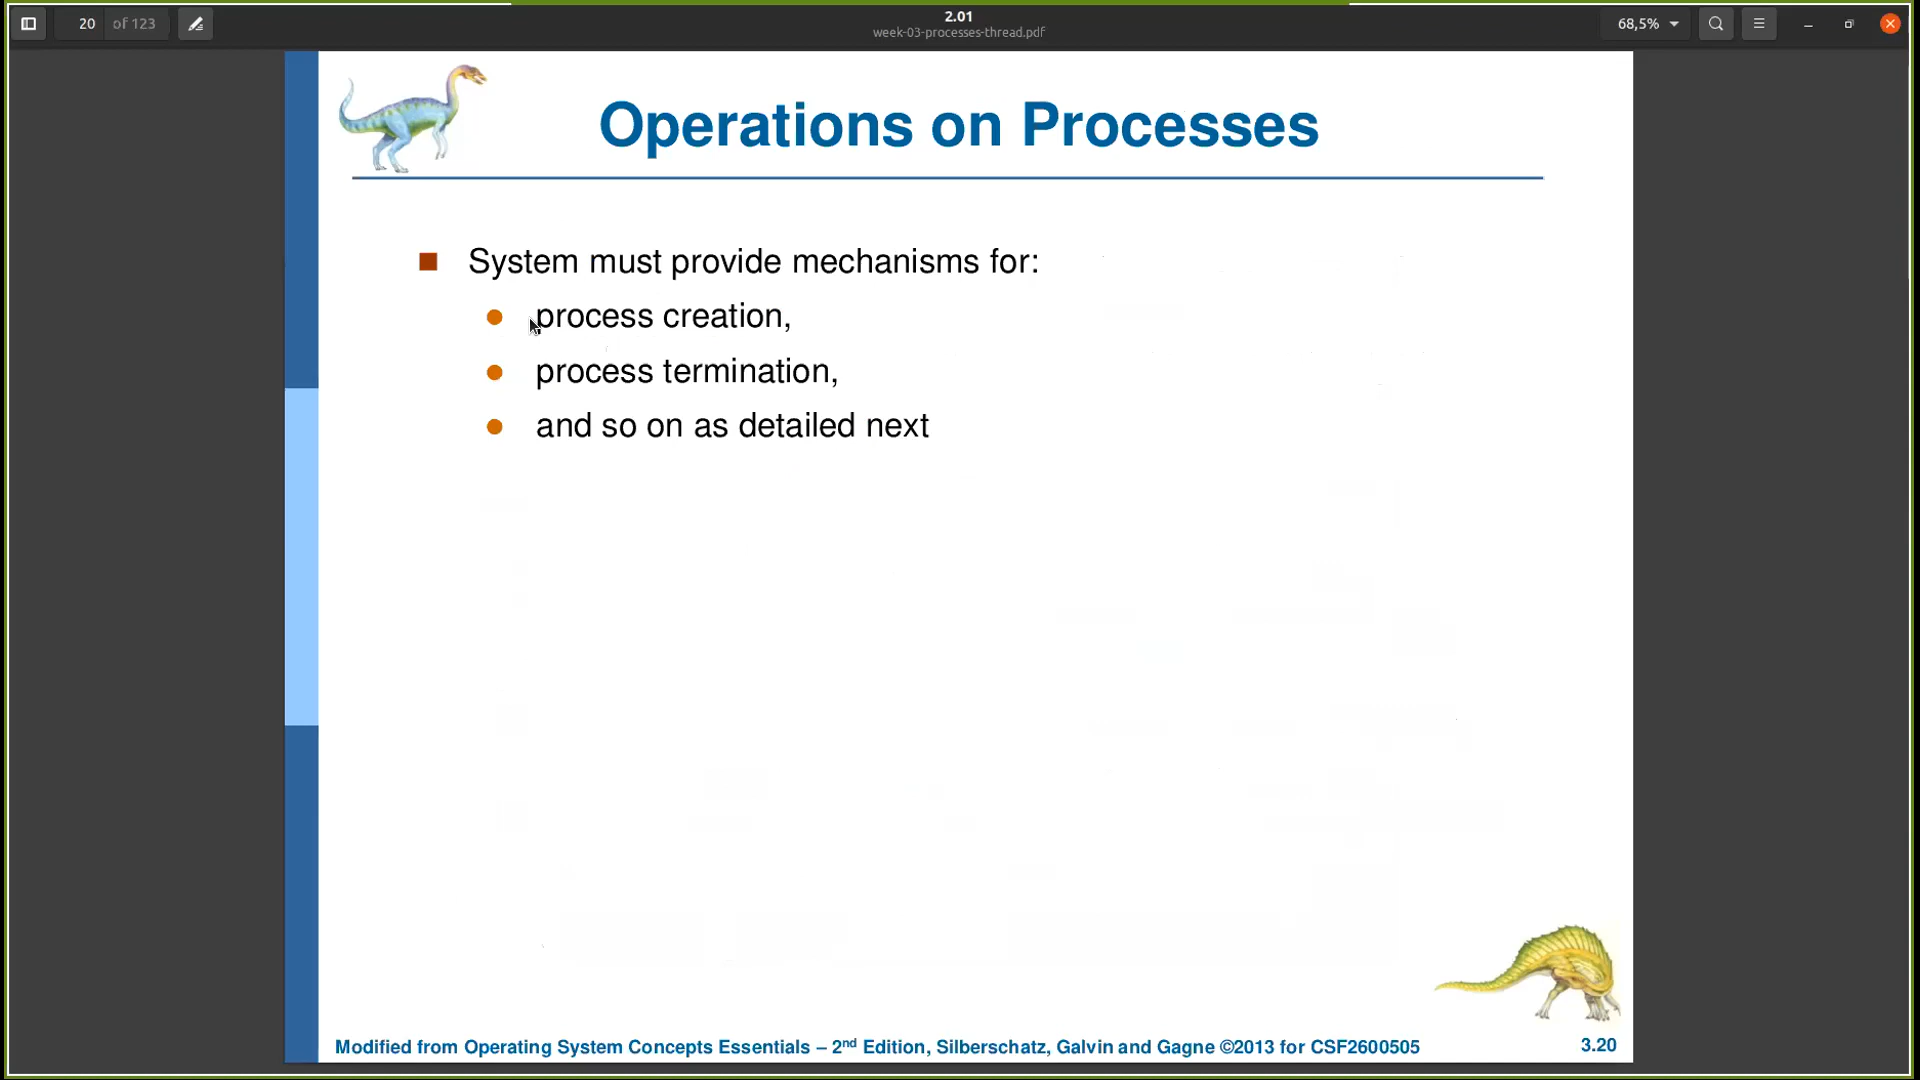 20 of 123
2.01
week-03-processes-thread.pdf
68,5%
Operations on Processes
System must provide mechanisms for:
process creation,
process termination,
and so on as detailed next
Modified from Operating System Concepts Essentials – 2nd Edition, Silberschatz, Galvin and Gagne ©2013 for CSF2600505
3.20